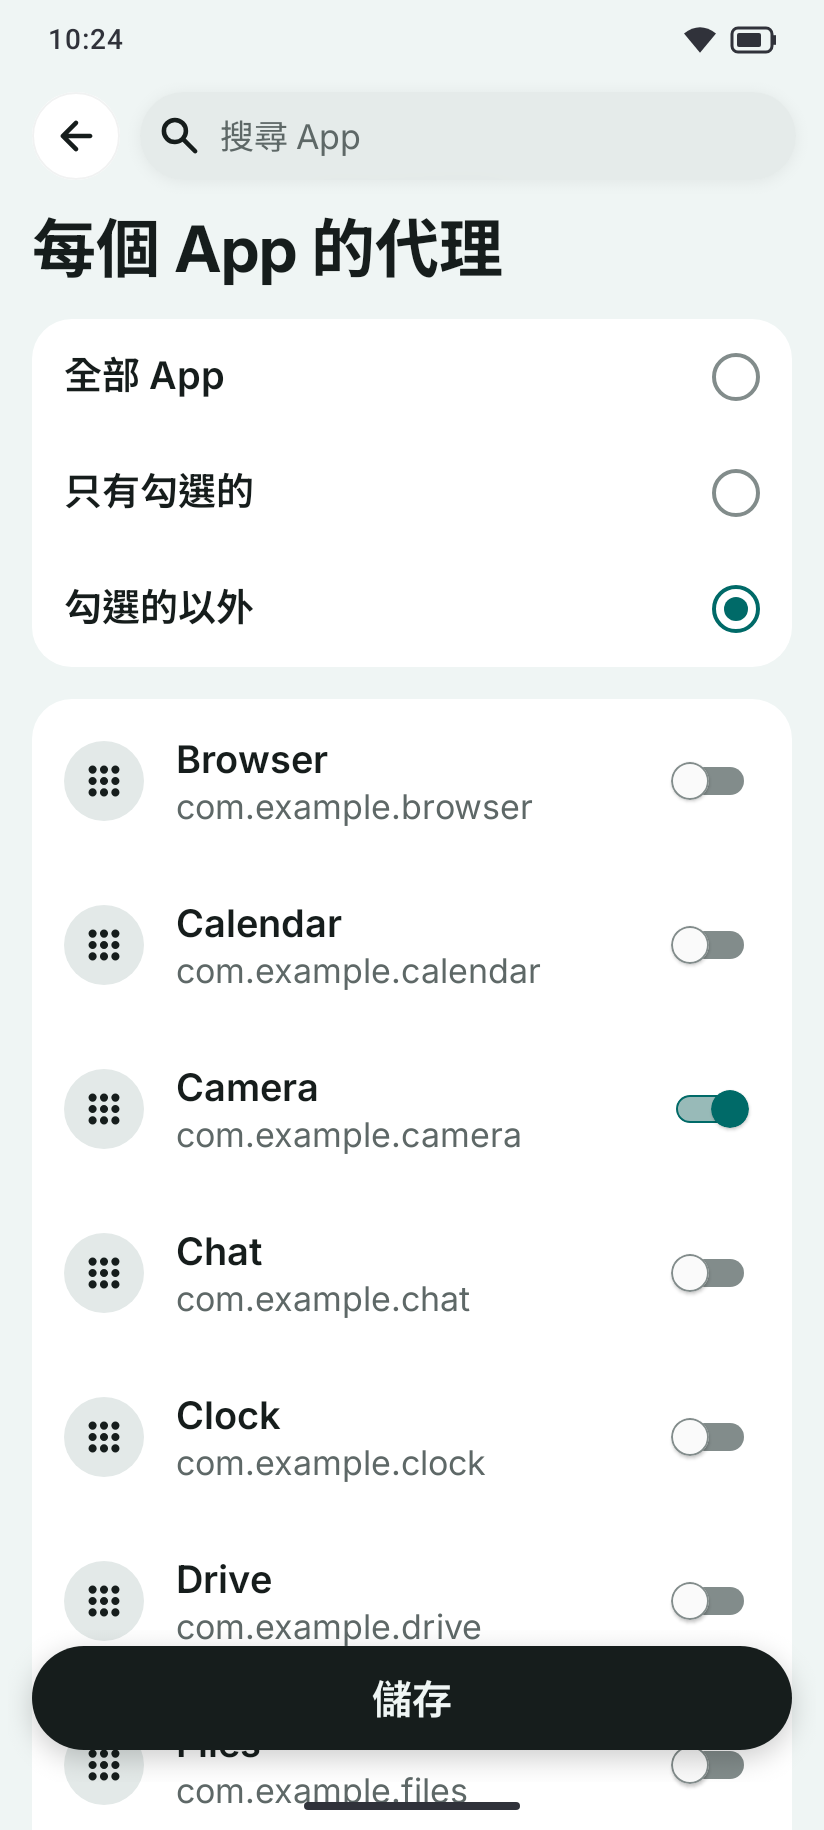 10:24
搜尋 App
每個 App 的代理
全部 App
只有勾選的
勾選的以外
Browser
com.example.browser
Calendar
com.example.calendar
Camera
com.example.camera
Chat
com.example.chat
Clock
com.example.clock
Drive
com.example.drive
儲存
Files
com.example.files